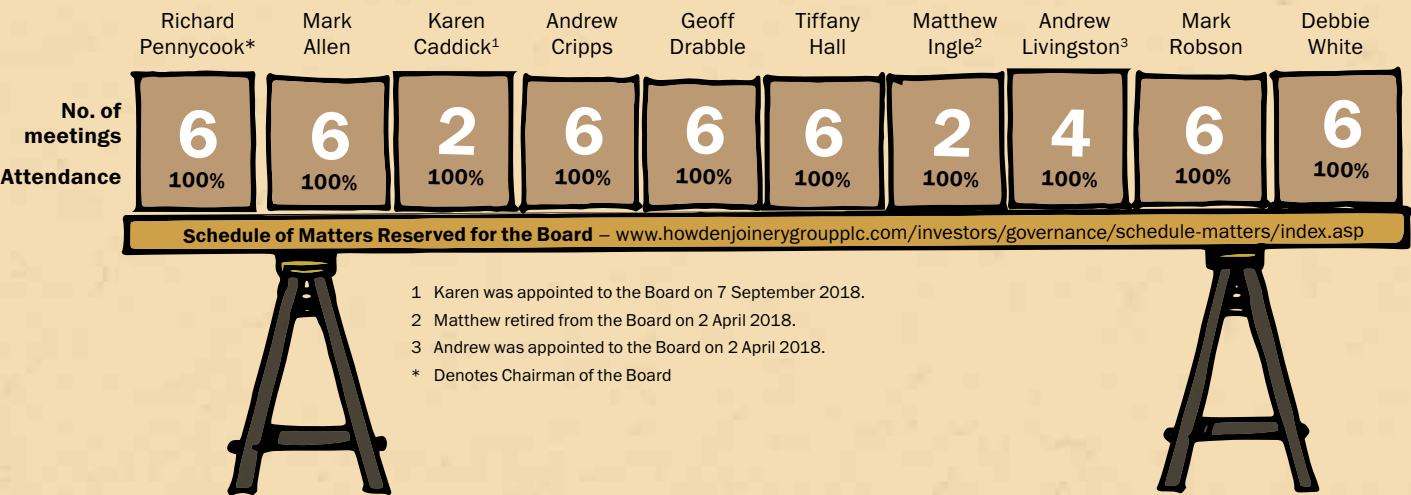 Richard Mark Karen Andrew Geoff Tiffany Matthew Andrew Mark Debbie
Pennycook* Allen Caddick¹ Cripps Drabble Hall Ingle² Livingston³ Robson White
No. of
meetings
6 6 2 6 6 6 2 4 6 6
Attendance 100% 100% 100% 100% 100% 100% 100% 100% 100% 100%
Schedule of Matters Reserved for the Board – www.howdenjoinerygroupplc.com/investors/governance/schedule-matters/index.asp
1 Karen was appointed to the Board on 7 September 2018.
2 Matthew retired from the Board on 2 April 2018.
3 Andrew was appointed to the Board on 2 April 2018.
* Denotes Chairman of the Board